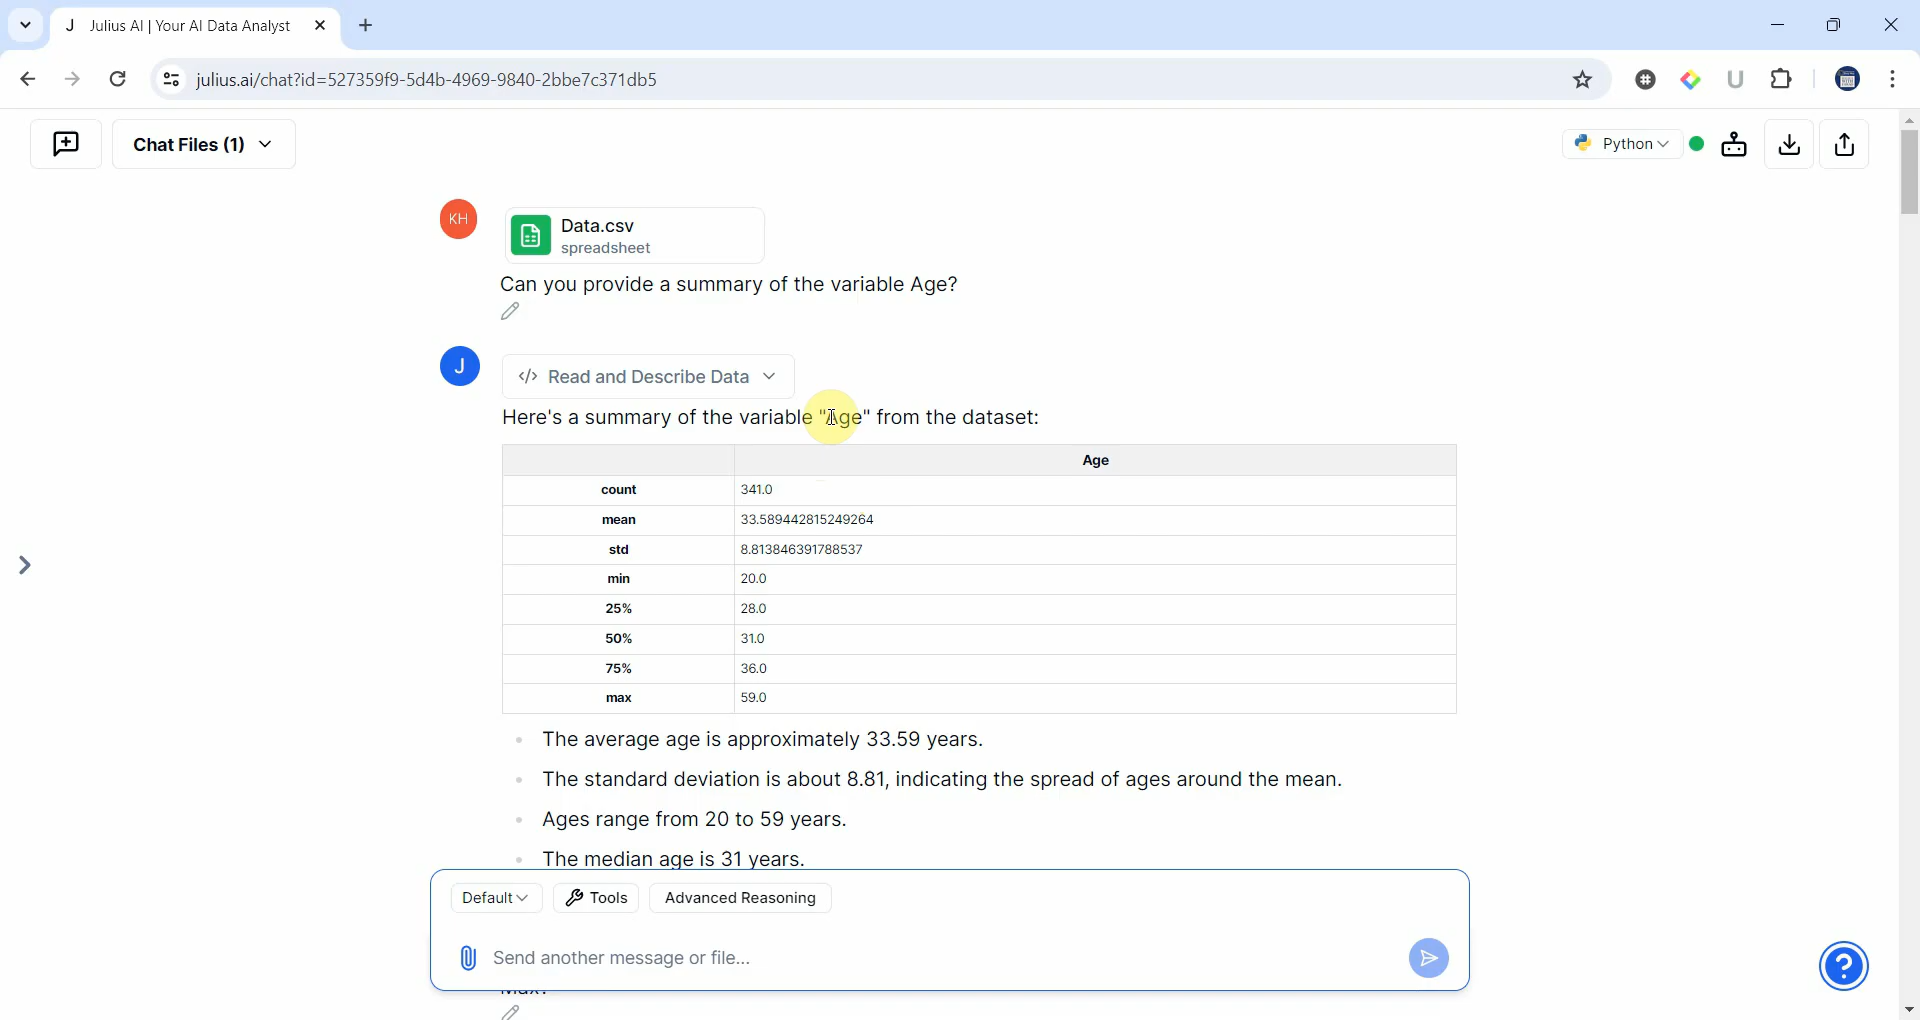 J Julius AI | Your AI Data Analyst
julius.ai/chat?id=527359f9-5d4b-4969-9840-2bbe7c371db5
U
Chat Files (1)
Python
KH
Data.csv
spreadsheet
Can you provide a summary of the variable Age?
J
</> Read and Describe Data
Here's a summary of the variable "Age" from the dataset:
Age
count 341.0
mean 33.589442815249264
std 8.813846391788537
min 20.0
25% 28.0
50% 31.0
75% 36.0
max 59.0
• The average age is approximately 33.59 years.
• The standard deviation is about 8.81, indicating the spread of ages around the mean.
• Ages range from 20 to 59 years.
• The median age is 31 years.
Default Tools Advanced Reasoning
Send another message or file...
?